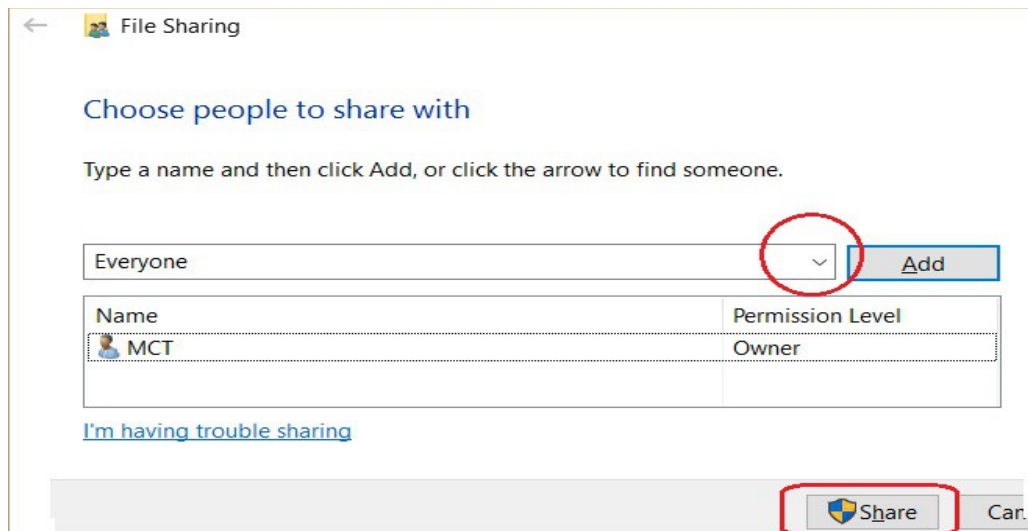 File Sharing
Choose people to share with
Type a name and then click Add, or click the arrow to find someone.
Everyone
Add
Name Permission Level
MCT Owner
I'm having trouble sharing
Share Can